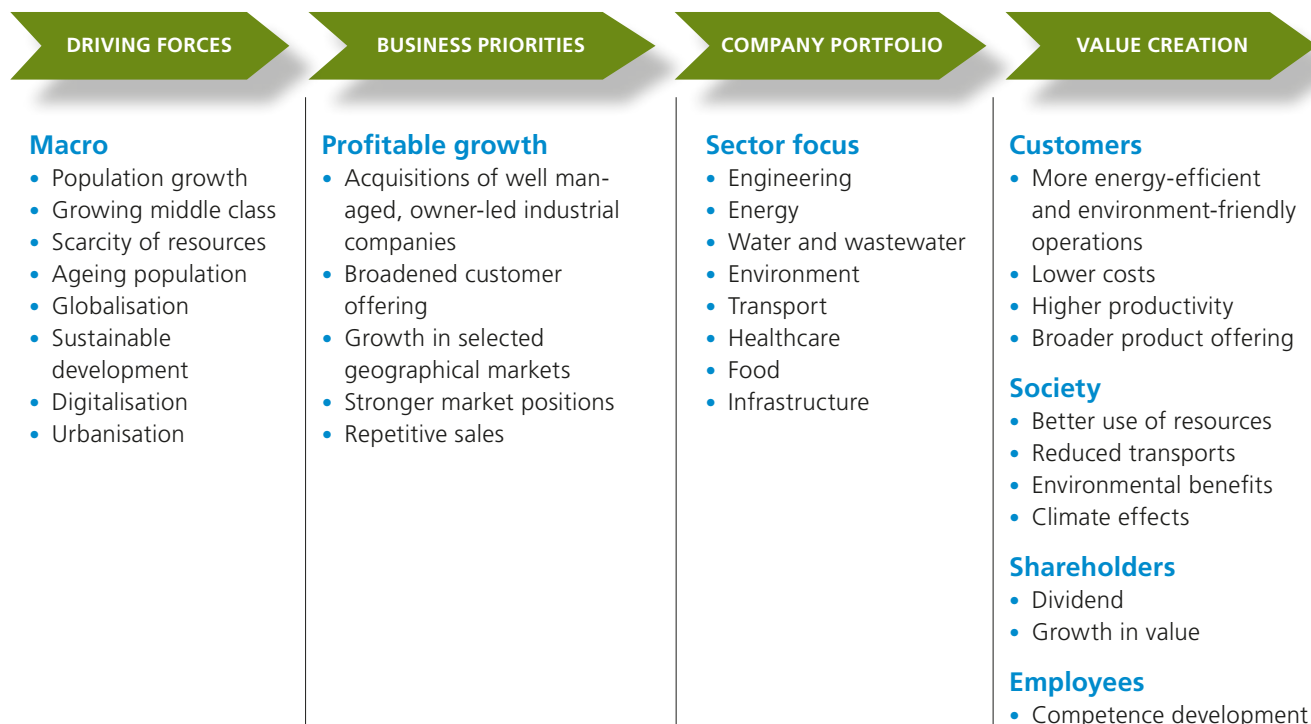 DRIVING FORCES
BUSINESS PRIORITIES
COMPANY PORTFOLIO
VALUE CREATION
Macro
• Population growth
• Growing middle class
• Scarcity of resources
• Ageing population
• Globalisation
• Sustainable
development
• Digitalisation
• Urbanisation
Profitable growth
• Acquisitions of well man-
aged, owner-led industrial
companies
• Broadened customer
offering
• Growth in selected
geographical markets
• Stronger market positions
• Repetitive sales
Sector focus
• Engineering
• Energy
• Water and wastewater
• Environment
• Transport
• Healthcare
• Food
• Infrastructure
Customers
• More energy-efficient
and environment-friendly
operations
• Lower costs
• Higher productivity
• Broader product offering
Society
• Better use of resources
• Reduced transports
• Environmental benefits
• Climate effects
Shareholders
• Dividend
• Growth in value
Employees
• Competence development